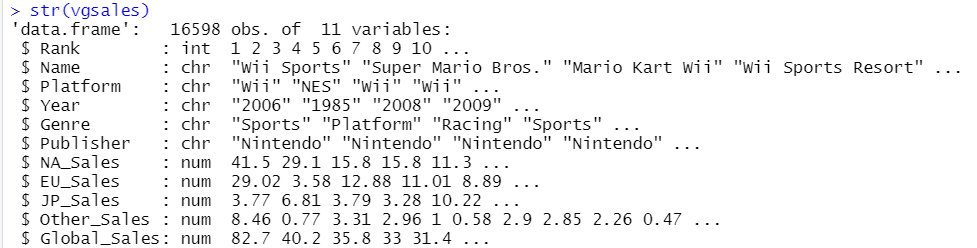 > str(vgsales)
'data.frame':   16598 obs. of  11 variables:
 $ Rank        : int  1 2 3 4 5 6 7 8 9 10 ...
 $ Name        : chr  "Wii Sports" "Super Mario Bros." "Mario Kart Wii" "Wii Sports Resort" ...
 $ Platform    : chr  "Wii" "NES" "Wii" "Wii" ...
 $ Year        : chr  "2006" "1985" "2008" "2009" ...
 $ Genre       : chr  "Sports" "Platform" "Racing" "Sports" ...
 $ Publisher   : chr  "Nintendo" "Nintendo" "Nintendo" "Nintendo" ...
 $ NA_Sales    : num  41.5 29.1 15.8 15.8 11.3 ...
 $ EU_Sales    : num  29.02 3.58 12.88 11.01 8.89 ...
 $ JP_Sales    : num  3.77 6.81 3.79 3.28 10.22 ...
 $ Other_Sales : num  8.46 0.77 3.31 2.96 1 0.58 2.9 2.85 2.26 0.47 ...
 $ Global_Sales: num  82.7 40.2 35.8 33 31.4 ...